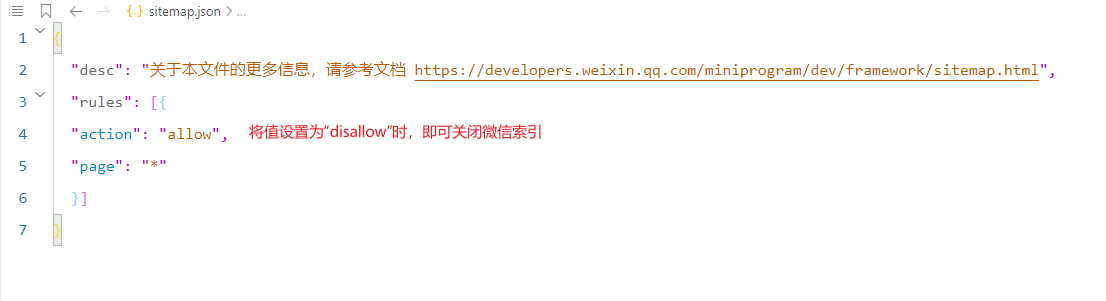 sitemap.json > ...
1 {
2 "desc": "关于本文件的更多信息，请参考文档 https://developers.weixin.qq.com/miniprogram/dev/framework/sitemap.html",
3 "rules": [{
4 "action": "allow", 将值设置为“disallow”时，即可关闭微信索引
5 "page": "*"
6 }]
7 }